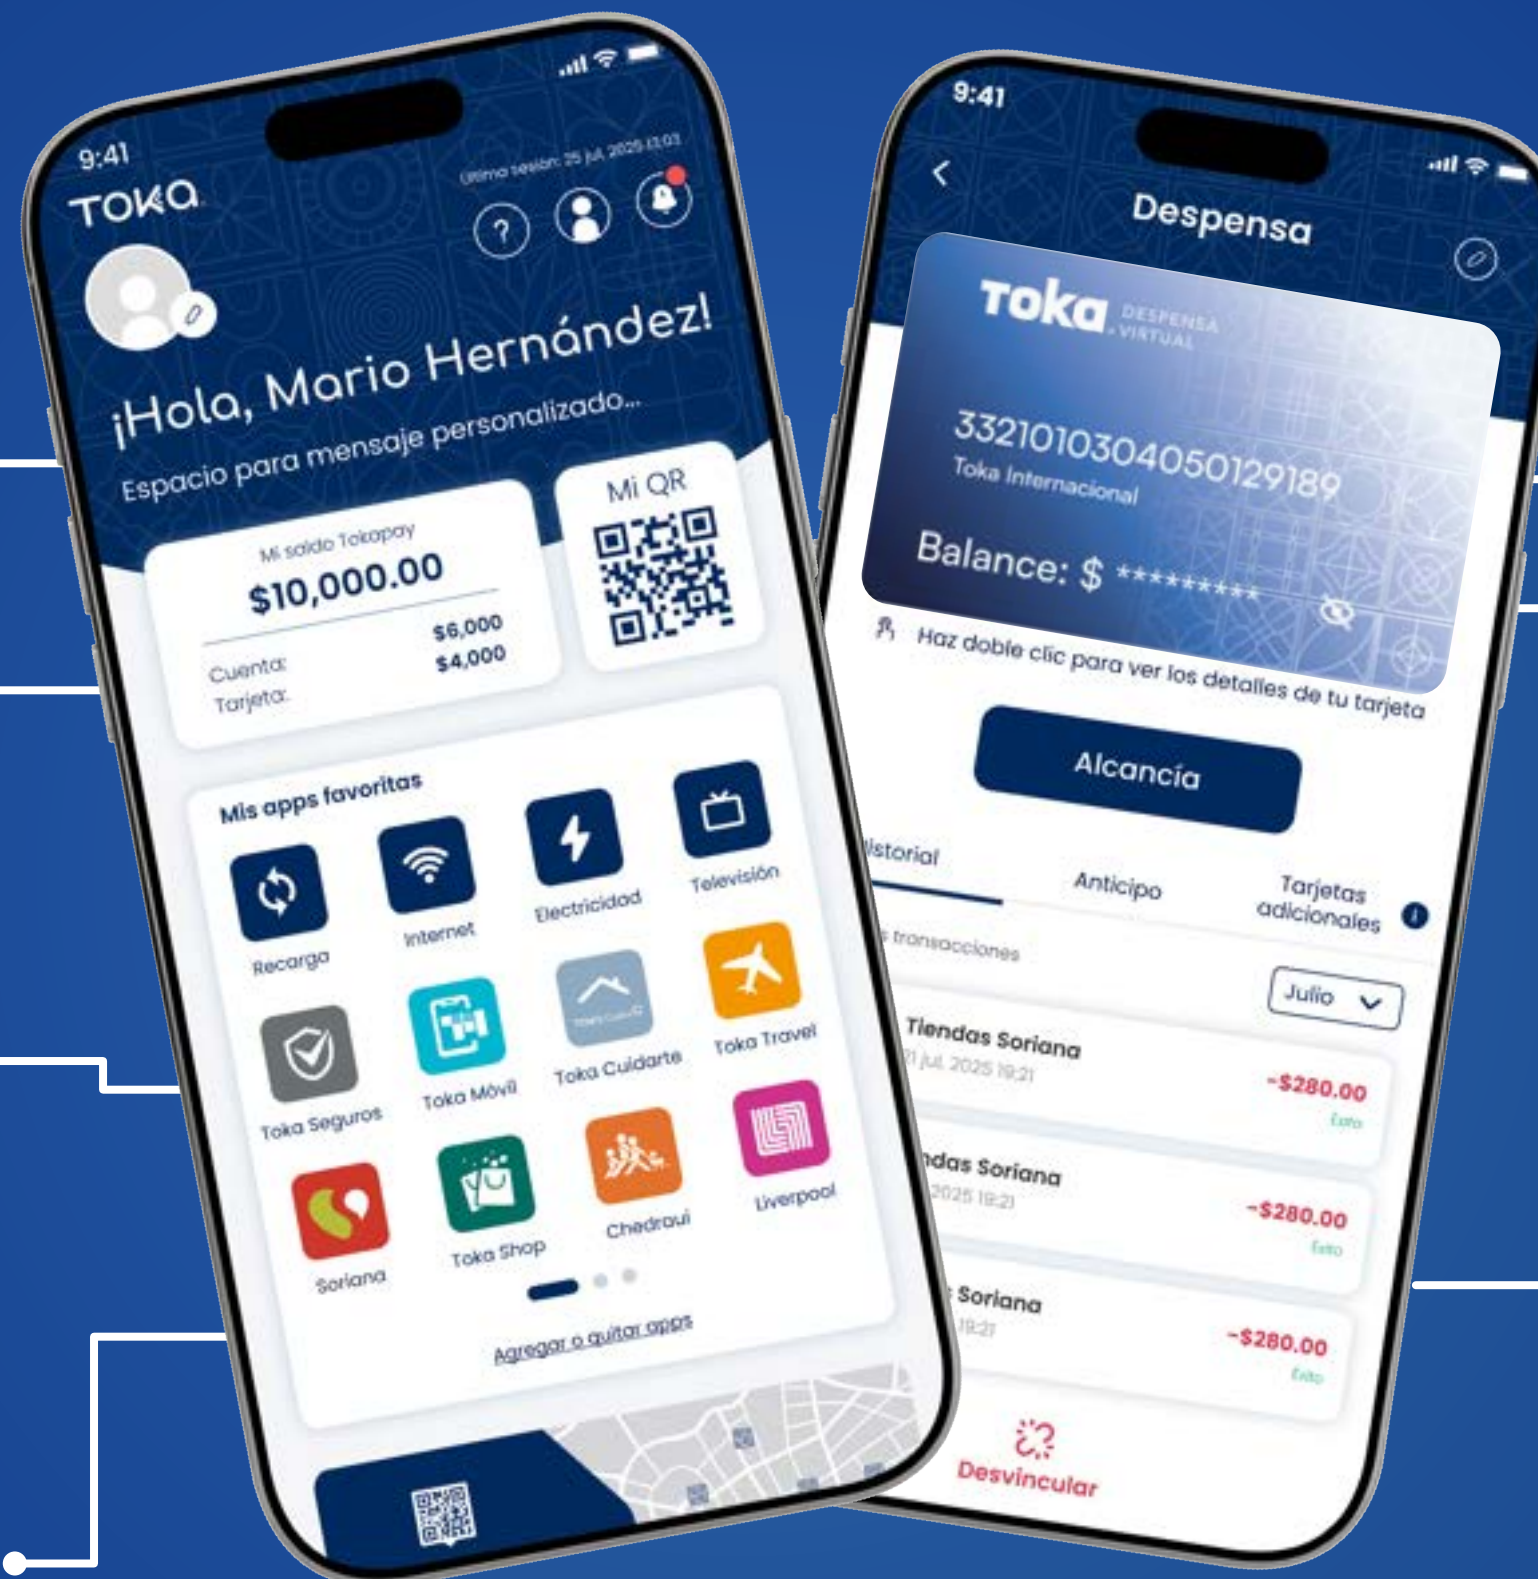 9:41
TOKA
Última sesión: 25 jul, 2025 13:03
?
¡Hola, Mario Hernández!
Espacio para mensaje personalizado...
Mi saldo Tokapay
$10,000.00
Cuenta: $6,000
Tarjeta: $4,000
Mi QR
Mis apps favoritas
Recarga
Internet
Electricidad
Televisión
Toka Seguros
Toka Móvil
Toka Cuidarte
Toka Travel
Soriana
Toka Shop
Chedraui
Liverpool
Agregar o quitar apps
9:41
Despensa
Toka. DESPENSA
VIRTUAL
3321010304050129189
Toka Internacional
Balance: $ *********
Haz doble clic para ver los detalles de tu tarjeta
Alcancía
istorial
Anticipo
Tarjetas
adicionales
i
s transacciones
Julio
Tiendas Soriana
21 jul. 2025 19:21
-$280.00
Éxito
ndas Soriana
2025 19:21
-$280.00
Éxito
Soriana
19:21
-$280.00
Éxito
Desvincular